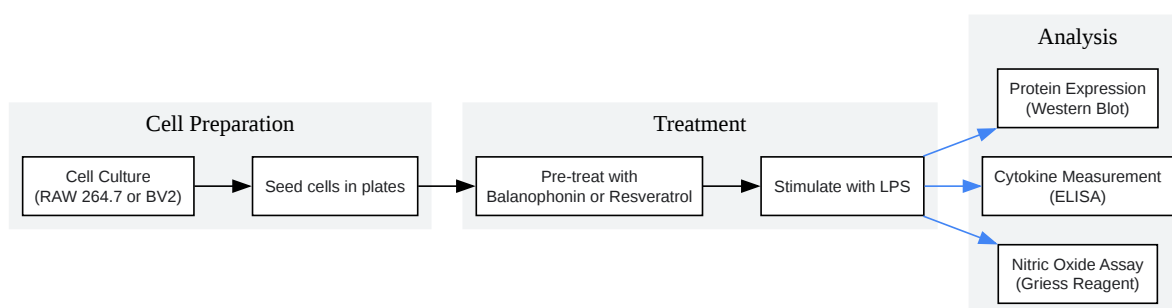 Cell Preparation
Cell Culture
(RAW 264.7 or BV2)
Seed cells in plates
Treatment
Pre-treat with
Balanophonin or Resveratrol
Stimulate with LPS
Analysis
Protein Expression
(Western Blot)
Cytokine Measurement
(ELISA)
Nitric Oxide Assay
(Griess Reagent)